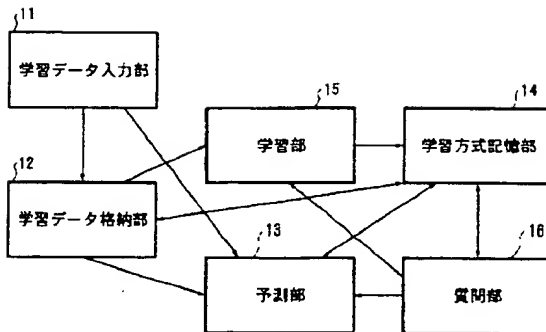 11
学習データ入力部
15
14
学習部
学習方式記憶部
12
学習データ格納部
13
16
予測部
質問部